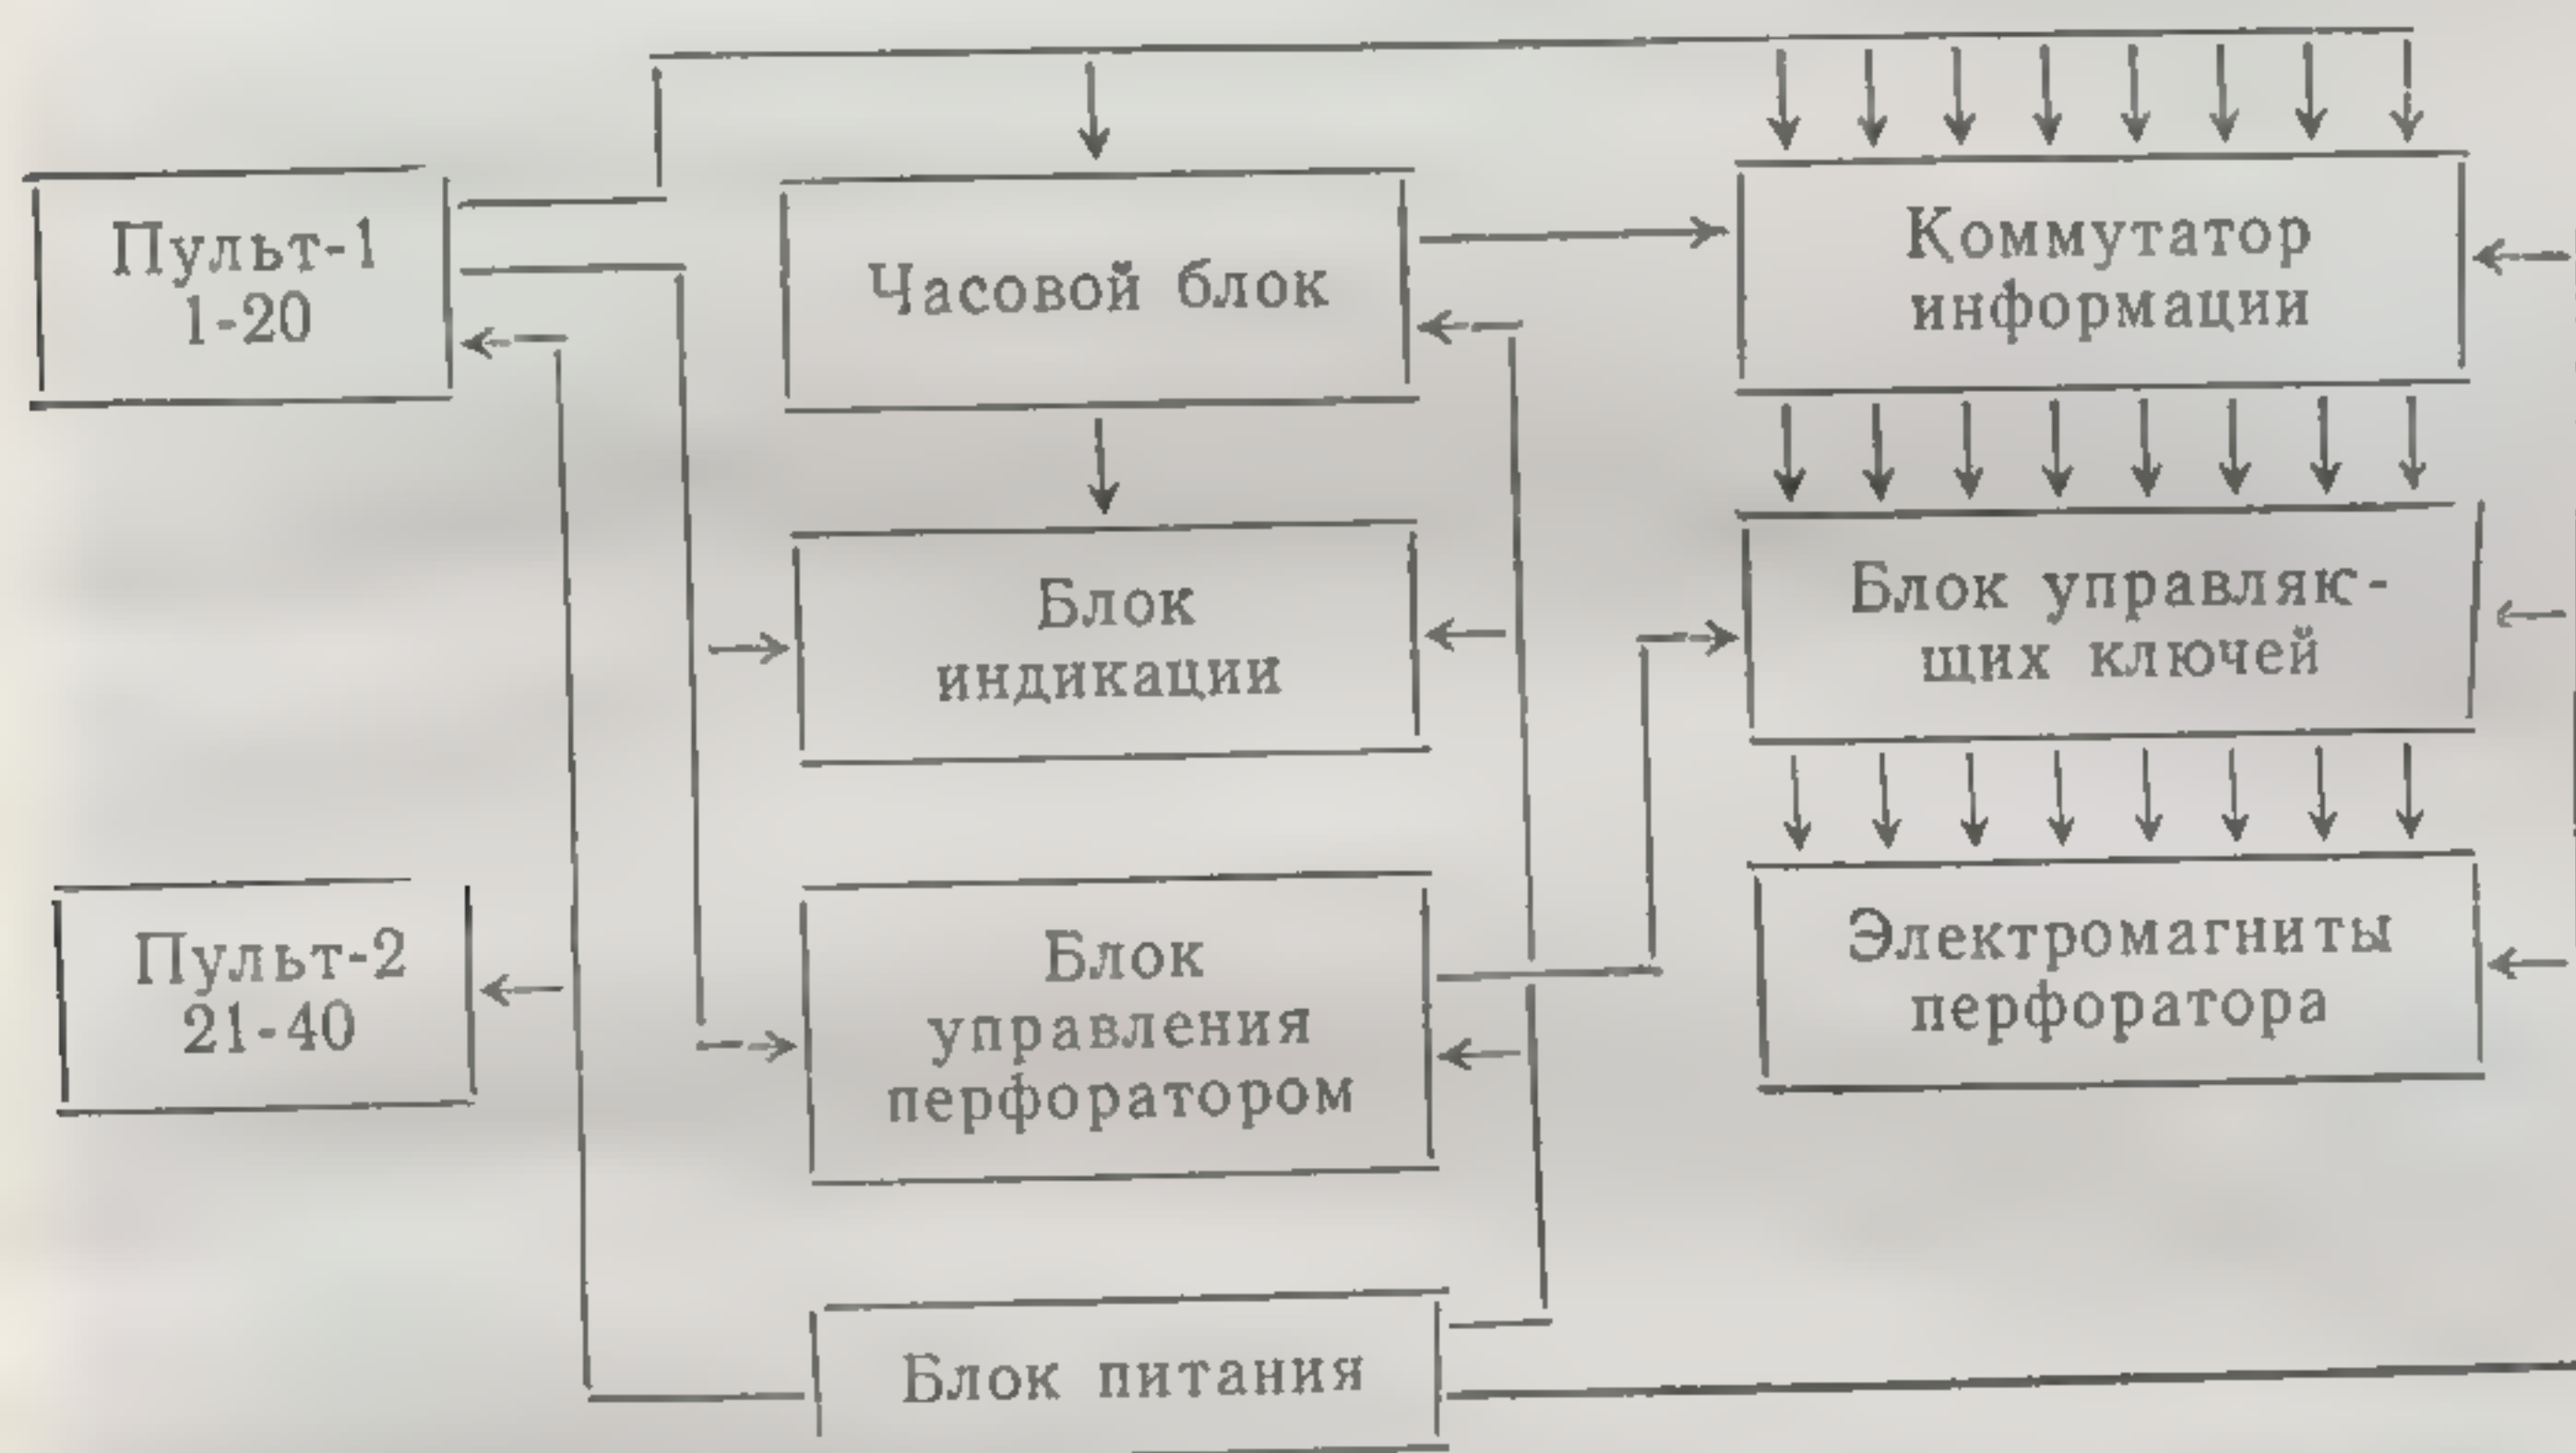 Пульт-1
1-20
Часовой блок
Коммутатор
информации
Блок
индикации
Блок управляю-
щих ключей
Пульт-2
21-40
Блок
управления
перфоратором
Электромагниты
перфоратора
Блок питания